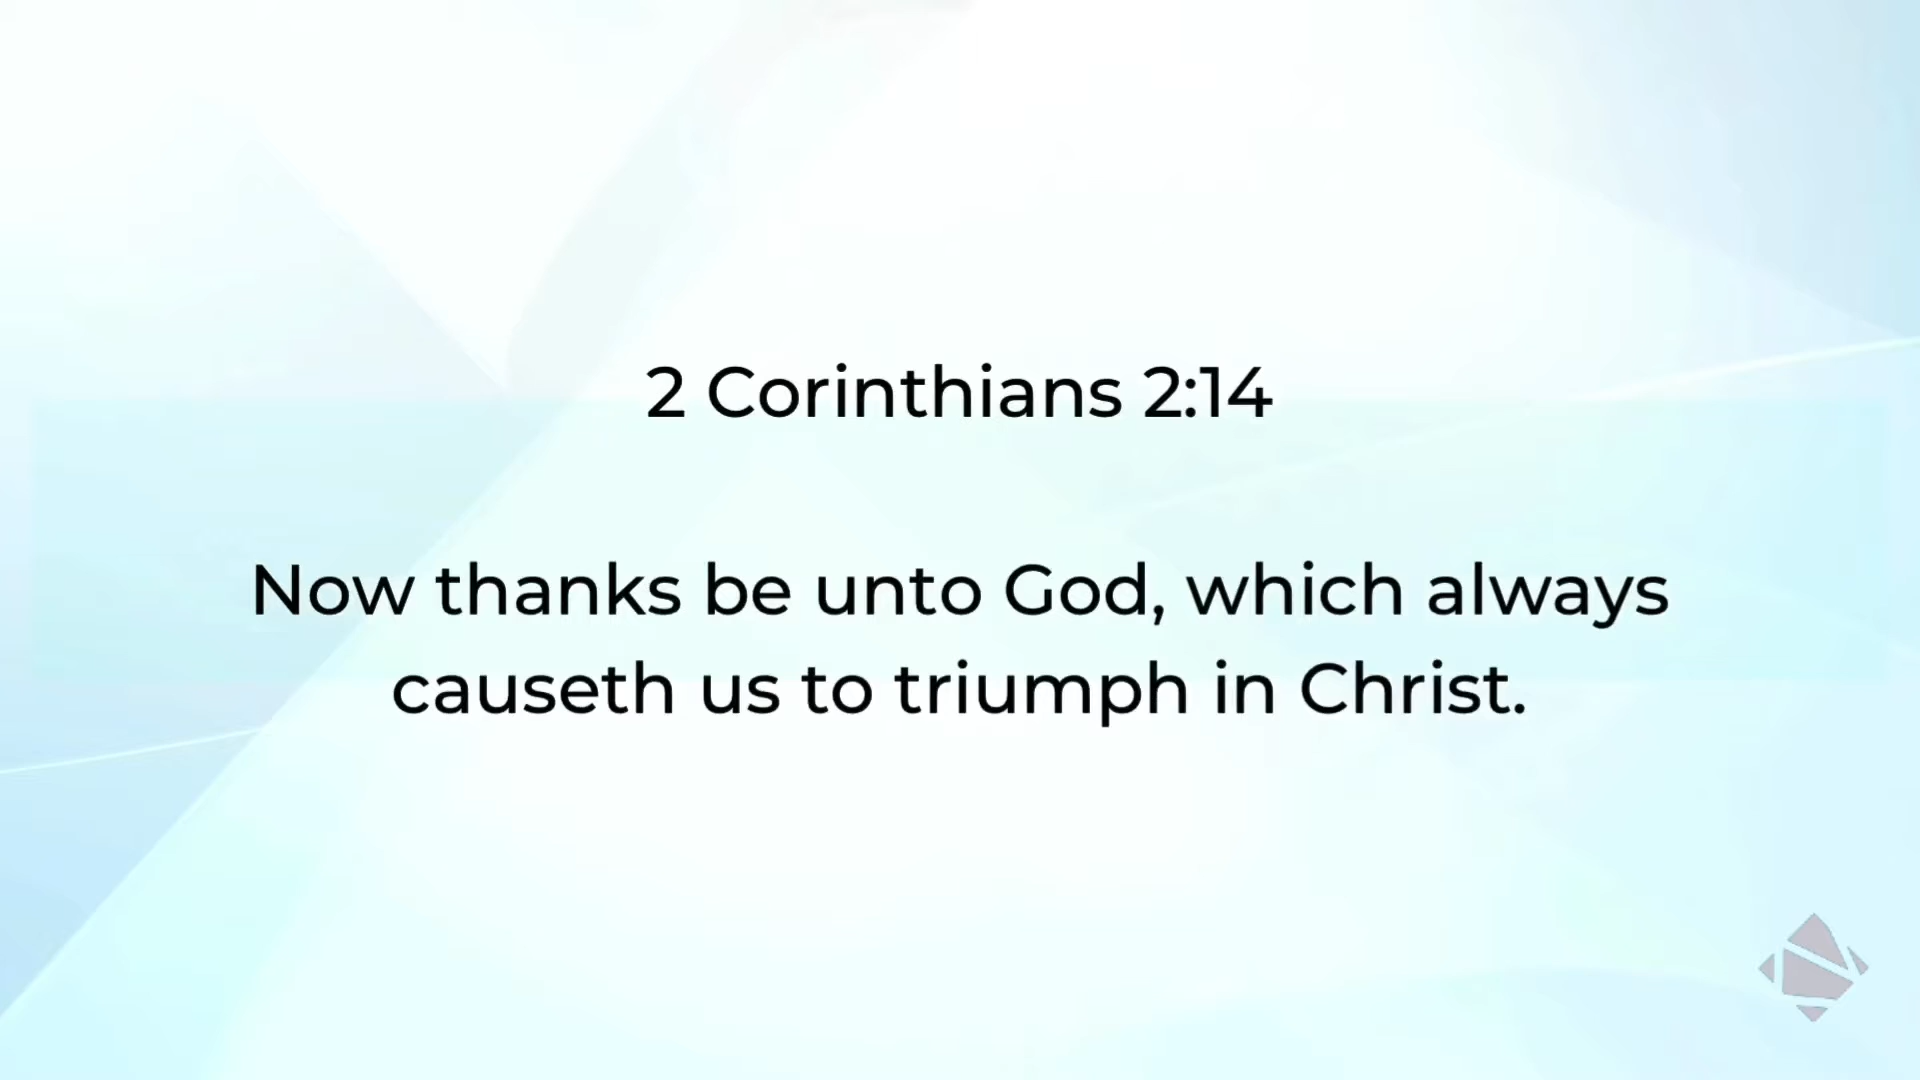 2 Corinthians 2:14
Now thanks be unto God, which always
causeth us to triumph in Christ.